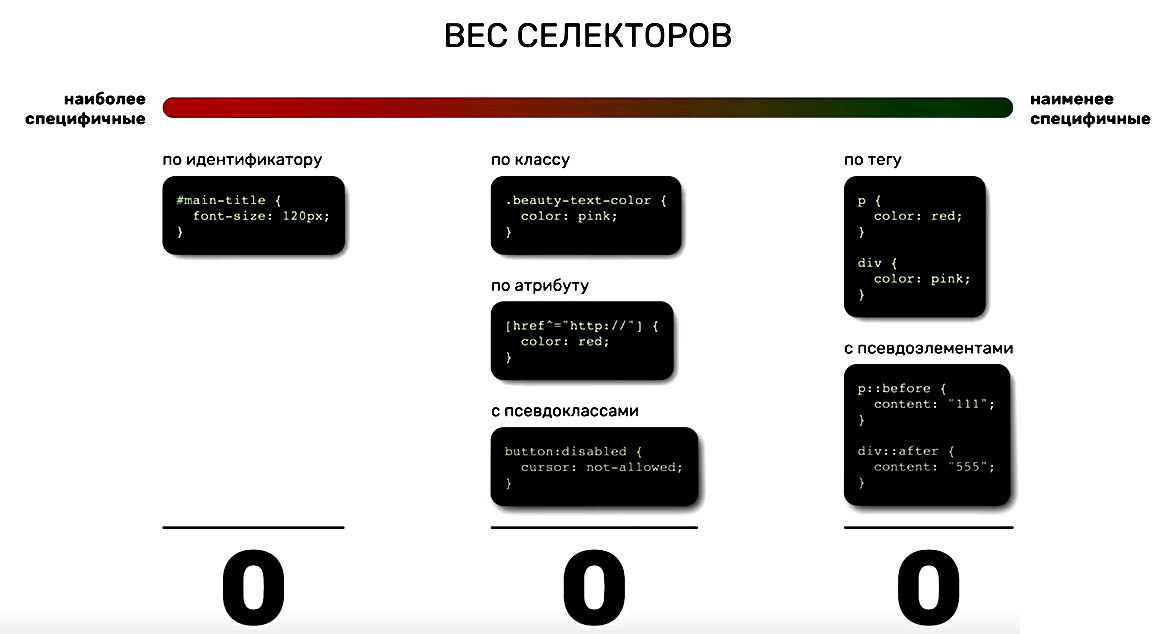 ВЕС СЕЛЕКТОРОВ
наиболее
специфичные
наименее
специфичные
по идентификатору
#main-title {
  font-size: 120px;
}
по классу
.beauty-text-color {
  color: pink;
}
по атрибуту
[href^="http://"] {
  color: red;
}
с псевдоклассами
button:disabled {
  cursor: not-allowed;
}
по тегу
p {
  color: red;
}
div {
  color: pink;
}
с псевдоэлементами
p::before {
  content: "111";
}
div::after {
  content: "555";
}
0
0
0